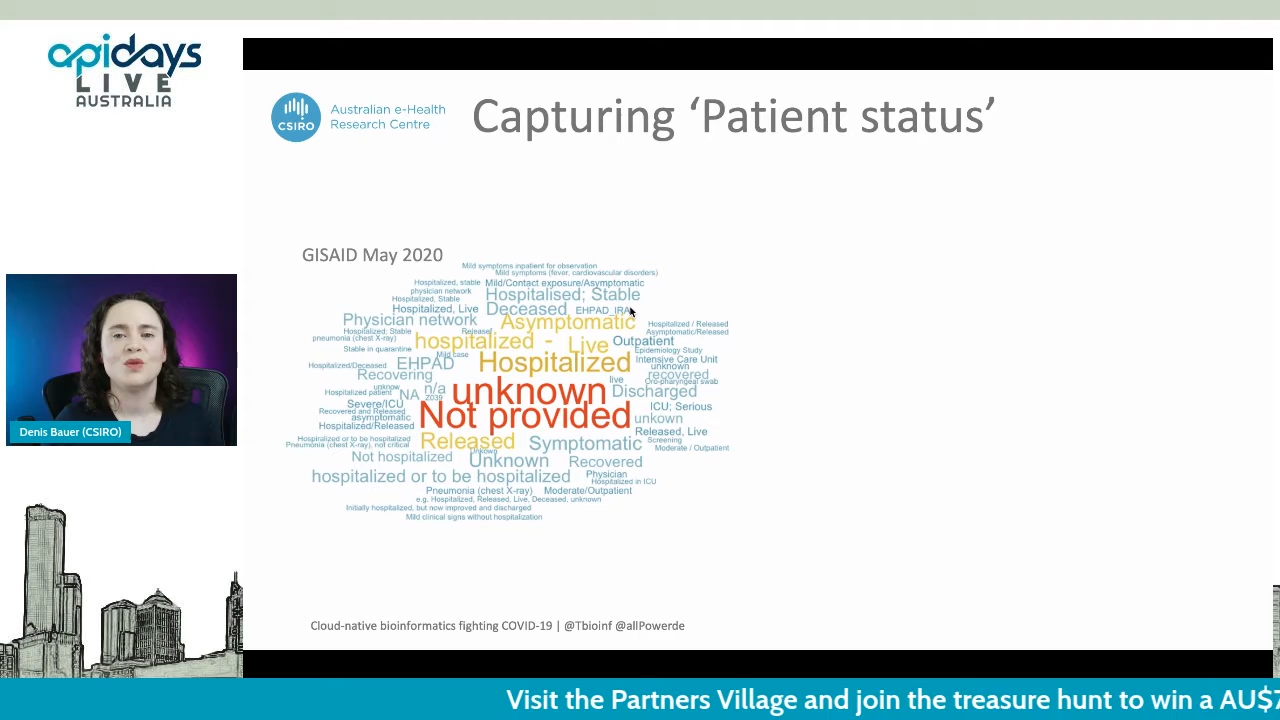 apidays
LIVE
AUSTRALIA
CSIRO
Australian e-Health
Research Centre
Capturing ‘Patient status’
GISAID May 2020
Mild symptoms inpatient for observation
Mild symptoms (fever, cardiovascular disorders)
Hospitalized, stable
Mild/Contact exposure/Asymptomatic
physician network
Hospitalised; Stable
Hospitalized, Stable
Hospitalized, Live
Deceased
EHPAD_IRA
Physician network
Asymptomatic
Hospitalized / Released
Hospitalized; Stable
Release!
Asymptomatic/Released
pneumonia (chest X-ray)
hospitalized -
Live
Outpatient
Stable in quarantine
Mild case
Epidemiology Study
Hospitalized/Deceased
EHPAD
Hospitalized
Intensive Care Unit
unknown
Recovering
recovered
live
Oro-pharyngeal swab
unknow
n/a
unknown
Discharged
Hospitalized patient
NA
Z039
Severe/ICU
ICU; Serious
Recovered and Released
asymptomatic
Not provided
unkown
Hospitalized/Released
Released, Live
Hospiralized or to be hospitalized
Released
Symptomatic
Screening
Pneumonia (chest X-ray), not critical
Moderate / Outpatient
Unkown
Not hospitalized
Unknown
Recovered
hospitalized or to be hospitalized
Physician
Hospitalized in ICU
Pneumonia (chest X-ray)
Moderate/Outpatient
e.g. Hospitalized, Released, Live, Deceased, unknown
Initially hospitalized, but now improved and discharged
Mild clinical signs without hospitalization
Denis Bauer (CSIRO)
Cloud-native bioinformatics fighting COVID-19 | @Tbioinf @allPowerde
Visit the Partners Village and join the treasure hunt to win a AU$7